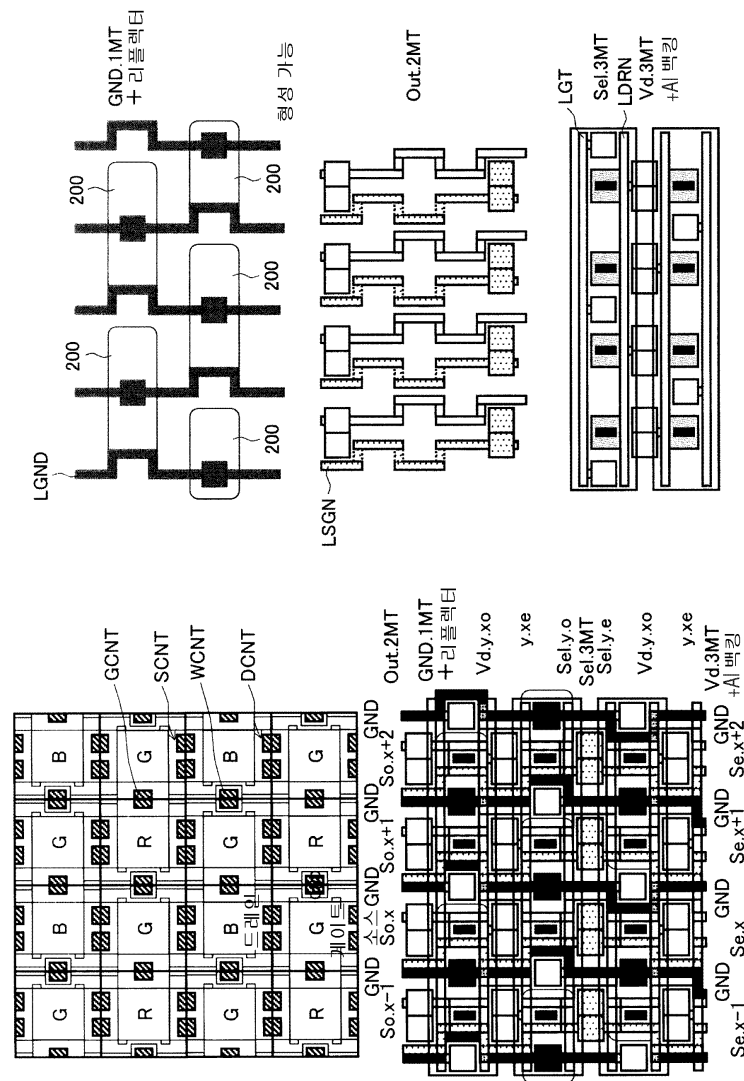 GCNT
SCNT
WCNT
DCNT
G B G B
R G R G
G B G B
드레인
R G R G
게이트
소스
GND GND GND GND
So.x-1 So.x So.x+1 So.x+2
Out.2MT
GND.1MT
+ 리플렉터
Vd.y.xo
y.xe
Sel.y.o
Sel.3MT
Sel.y.e
Vd.y.xo
y.xe
Vd.3MT
+Al 백킹
GND GND GND GND
Se.x-1 Se.x Se.x+1 Se.x+2
LGND
200
200
200
200
200
GND.1MT
+ 리플렉터
형성 가능
LSGN
Out.2MT
LGT
Sel.3MT
LDRN
Vd.3MT
+Al 백킹